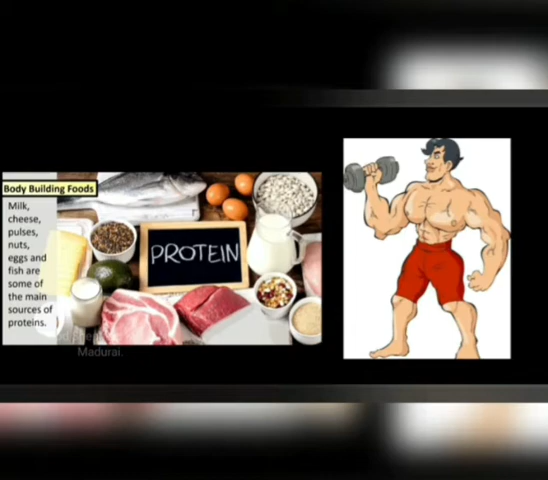 Body Building Foods
Milk,
cheese,
pulses,
nuts,
eggs and
fish are
some of
the main
sources of
proteins.
PROTEIN
Madurai.